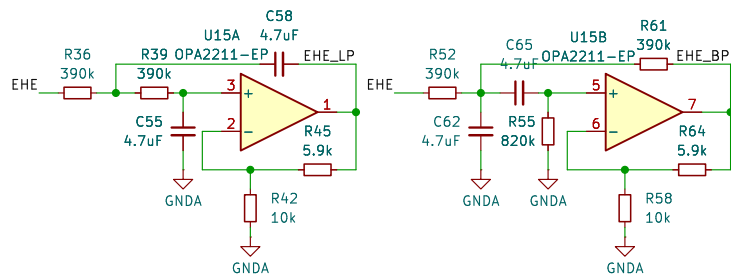 C58
U15A
4.7uF
R36
R39
OPA2211-EP
EHE_LP
390k
390k
EHE
3
+
1
2
−
C55
4.7uF
R45
5.9k
GNDA
R42
10k
GNDA
R61
U15B
390k
C65
R52
OPA2211-EP
EHE_BP
390k
4.7uF
EHE
5
+
7
6
−
C62
4.7uF
R55
820k
R64
5.9k
GNDA
GNDA
R58
10k
GNDA